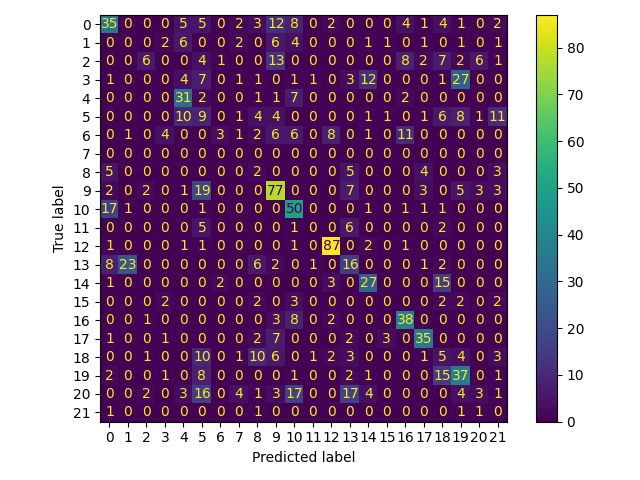 0 35 0 0 0 5 5 0 2 3 12 8 0 2 0 0 0 4 1 4 1 0 2
1 0 0 0 2 6 0 0 2 0 6 4 0 0 0 1 1 0 1 0 1 0 1
2 0 0 6 0 0 4 1 0 0 13 0 0 0 0 0 0 8 2 7 2 6 1
3 1 0 0 0 4 7 0 1 1 0 1 1 0 3 12 0 0 0 1 27 0 0
4 0 0 0 0 31 2 0 0 1 1 7 0 0 0 0 0 2 0 0 0 0 0
5 0 0 0 0 10 9 0 1 4 4 0 0 0 0 1 1 0 1 6 8 1 11
6 0 1 0 4 0 0 3 1 2 6 6 0 8 0 1 0 11 0 0 0 0 0
7 0 0 0 0 0 0 0 0 0 0 0 0 0 0 0 0 0 0 0 0 0 0
8 5 0 0 0 0 0 0 0 2 0 0 0 0 5 0 0 0 4 0 0 0 3
9 2 0 2 0 1 19 0 0 0 77 0 0 0 7 0 0 0 3 0 5 3 3
10 17 1 0 0 0 1 0 0 0 0 50 0 0 0 1 0 1 1 1 0 0 0
11 0 0 0 0 0 5 0 0 0 0 1 0 0 6 0 0 0 0 2 0 0 0
12 1 0 0 0 1 1 0 0 0 0 1 0 87 0 2 0 1 0 0 0 0 0
13 8 23 0 0 0 0 0 0 6 2 0 1 0 16 0 0 0 1 2 0 0 0
14 1 0 0 0 0 0 2 0 0 0 0 0 3 0 27 0 0 0 15 0 0 0
15 0 0 0 2 0 0 0 0 2 0 3 0 0 0 0 0 0 0 2 2 0 2
16 0 0 1 0 0 0 0 0 0 3 8 0 2 0 0 0 38 0 0 0 0 0
17 1 0 0 1 0 0 0 0 2 7 0 0 0 2 0 3 0 35 0 0 0 0
18 0 0 1 0 0 10 0 1 10 6 0 1 2 3 0 0 0 1 5 4 0 3
19 2 0 0 1 0 8 0 0 0 0 1 0 0 2 1 0 0 0 15 37 0 1
20 0 0 2 0 3 16 0 4 1 3 17 0 0 17 4 0 0 0 0 4 3 1
21 1 0 0 0 0 0 0 0 1 0 0 0 0 0 0 0 0 0 0 1 1 0
0 1 2 3 4 5 6 7 8 9 10 11 12 13 14 15 16 17 18 19 20 21
Predicted label
True label
80
70
60
50
40
30
20
10
0